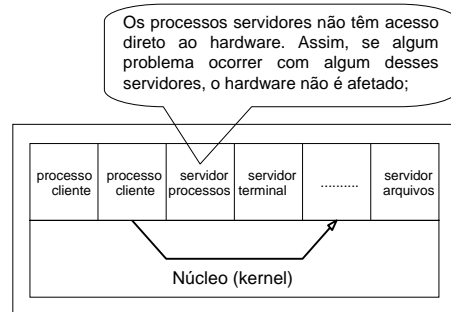 Os processos servidores não têm acesso
direto ao hardware. Assim, se algum
problema ocorrer com algum desses
servidores, o hardware não é afetado;
processo cliente
processo cliente
servidor processos
servidor terminal
..........
servidor arquivos
Núcleo (kernel)